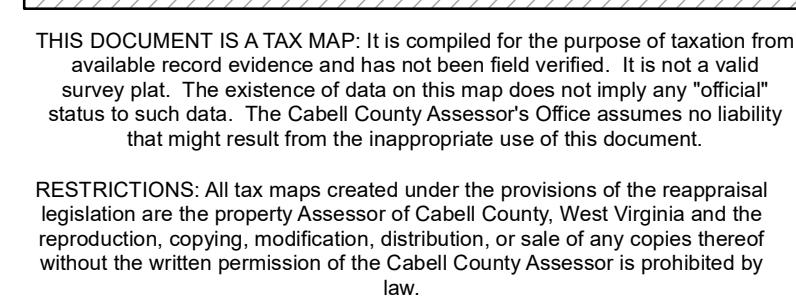 THIS DOCUMENT IS A TAX MAP: It is compiled for the purpose of taxation from
available record evidence and has not been field verified.  It is not a valid
survey plat.  The existence of data on this map does not imply any "official"
status to such data.  The Cabell County Assessor's Office assumes no liability
that might result from the inappropriate use of this document.
RESTRICTIONS: All tax maps created under the provisions of the reappraisal
legislation are the property Assessor of Cabell County, West Virginia and the
reproduction, copying, modification, distribution, or sale of any copies thereof
without the written permission of the Cabell County Assessor is prohibited by
law.